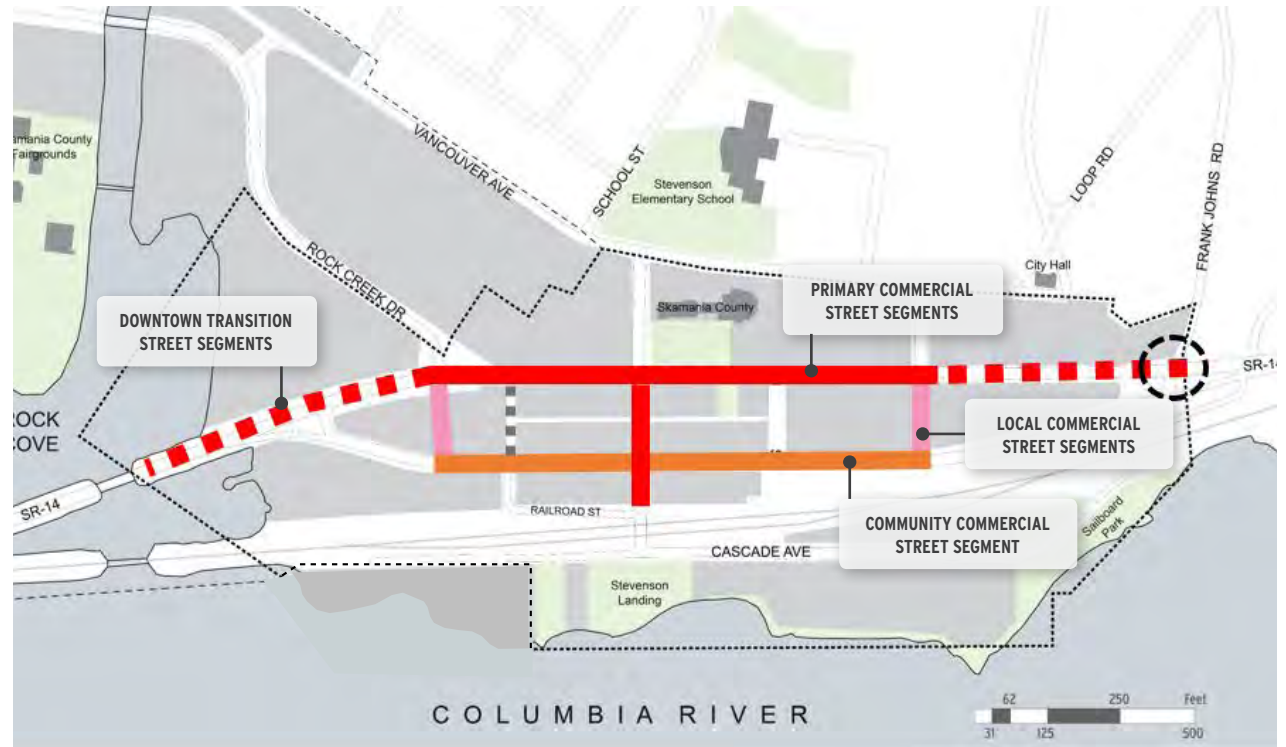 VANCOUVER AVE
SCHOOL ST
Stevenson
Elementary School
LOOP RD
FRANK JOHNS RD
Fairgrounds
County
ROCK CREEK DR
City Hall
DOWNTOWN TRANSITION
STREET SEGMENTS
Skamania County
PRIMARY COMMERCIAL
STREET SEGMENTS
SR-14
COVE
LOCAL COMMERCIAL
STREET SEGMENTS
SR-14
RAILROAD ST
COMMUNITY COMMERCIAL
STREET SEGMENT
Sailboard
Park
CASCADE AVE
Stevenson
Landing
COLUMBIA RIVER
62 250 Feet
31 125 500